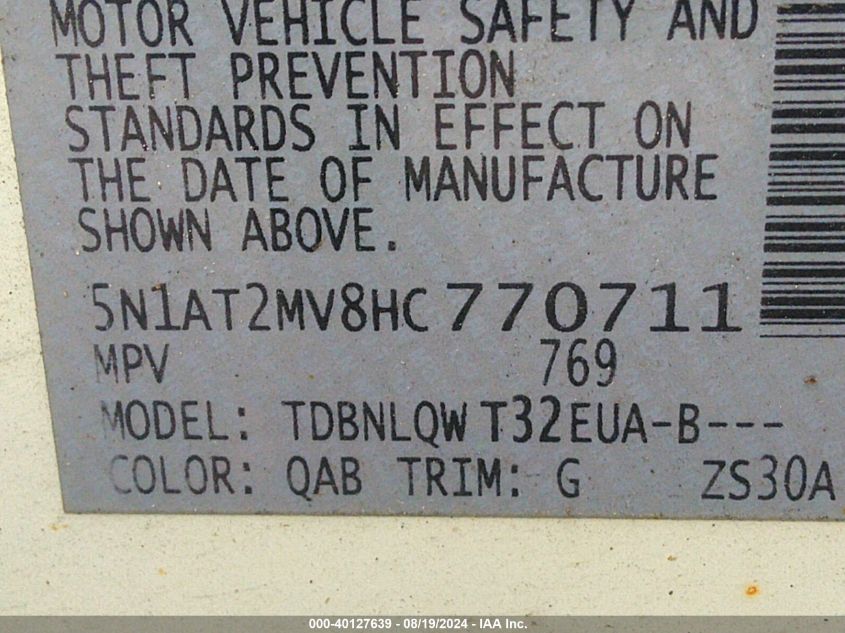 MOTOR VEHICLE SAFETY AND
THEFT PREVENTION
STANDARDS IN EFFECT ON
THE DATE OF MANUFACTURE
SHOWN ABOVE.
5N1AT2MV8HC770711
MPV 769
MODEL: TDBNLQW T32EUA-B---
COLOR: QAB TRIM: G ZS30A
000-40127639 - 08/19/2024 - IAA Inc.